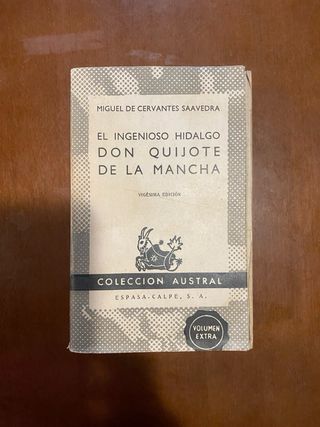 MIGUEL DE CERVANTES SAAVEDRA
EL INGENIOSO HIDALGO
DON QUIJOTE
DE LA MANCHA
VIGÉSIMA EDICIÓN
COLECCION AUSTRAL
ESPASA-CALPE, S. A.
VOLUMEN
EXTRA